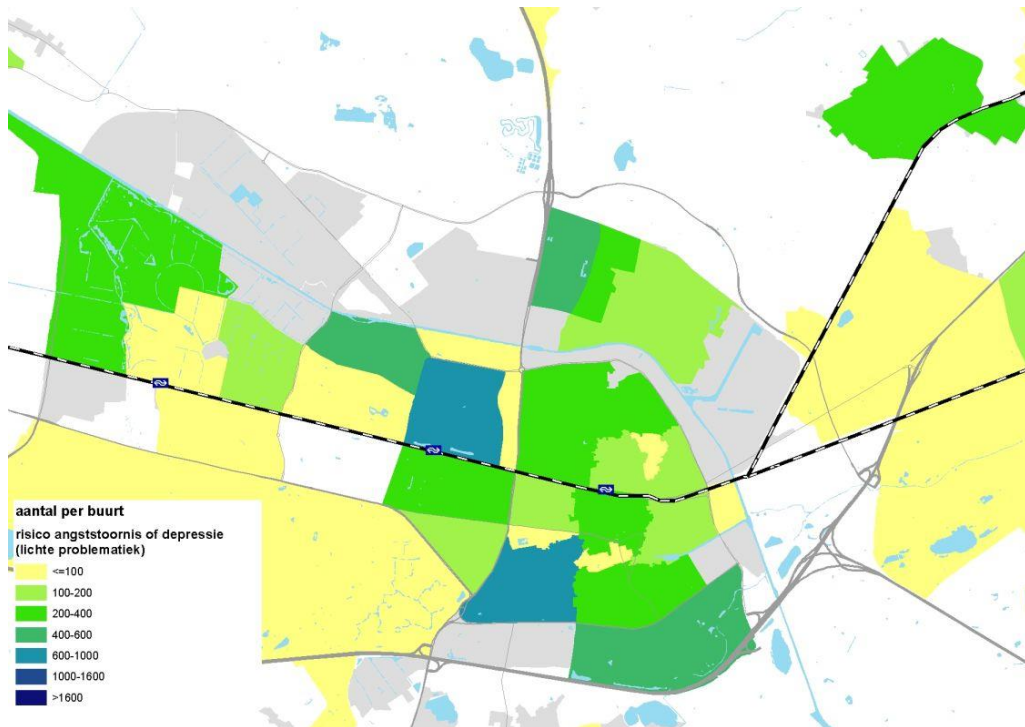 aantal per buurt
risico angststoornis of depressie
(lichte problematiek)
<=100
100-200
200-400
400-600
600-1000
1000-1600
>1600